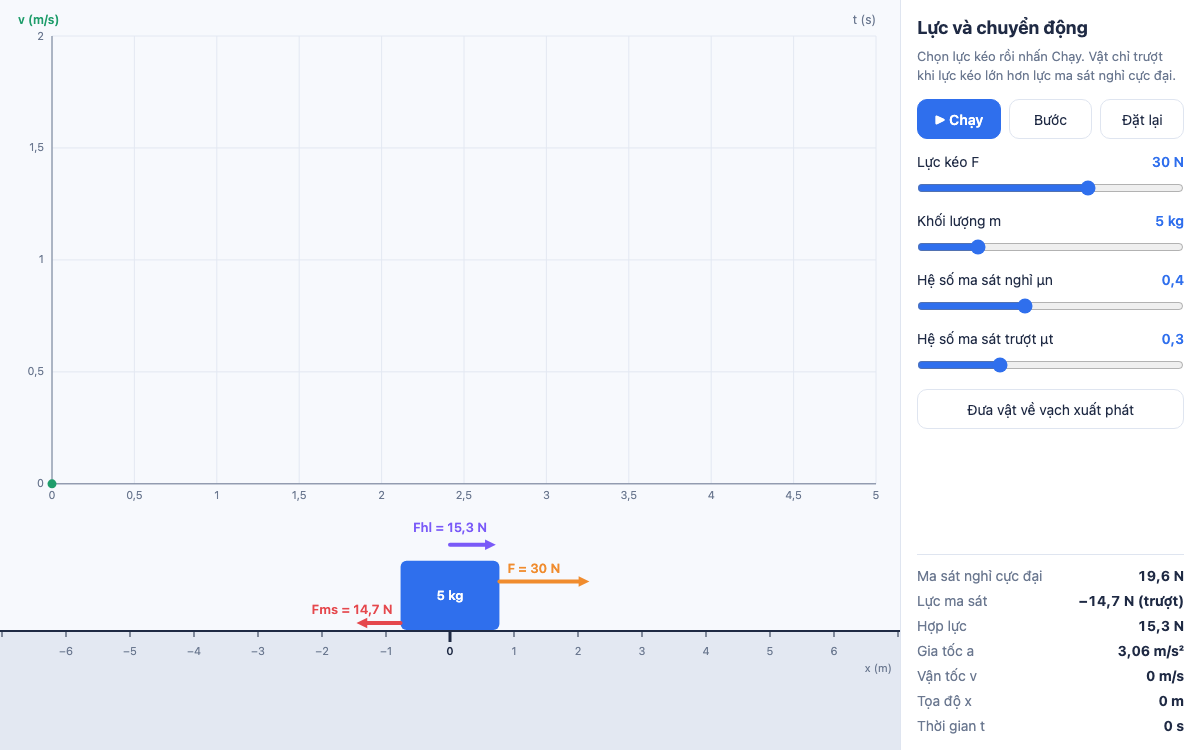 v (m/s)
t (s)
2
1,5
1
0,5
0
0
0,5
1
1,5
2
2,5
3
3,5
4
4,5
5
Fhl = 15,3 N
F = 30 N
5 kg
Fms = 14,7 N
−6
−5
−4
−3
−2
−1
0
1
2
3
4
5
6
x (m)
Lực và chuyển động
Chọn lực kéo rồi nhấn Chạy. Vật chỉ trượt
khi lực kéo lớn hơn lực ma sát nghỉ cực đại.
▶ Chạy
Bước
Đặt lại
Lực kéo F 30 N
Khối lượng m 5 kg
Hệ số ma sát nghỉ μn 0,4
Hệ số ma sát trượt μt 0,3
Đưa vật về vạch xuất phát
Ma sát nghỉ cực đại 19,6 N
Lực ma sát −14,7 N (trượt)
Hợp lực 15,3 N
Gia tốc a 3,06 m/s²
Vận tốc v 0 m/s
Tọa độ x 0 m
Thời gian t 0 s